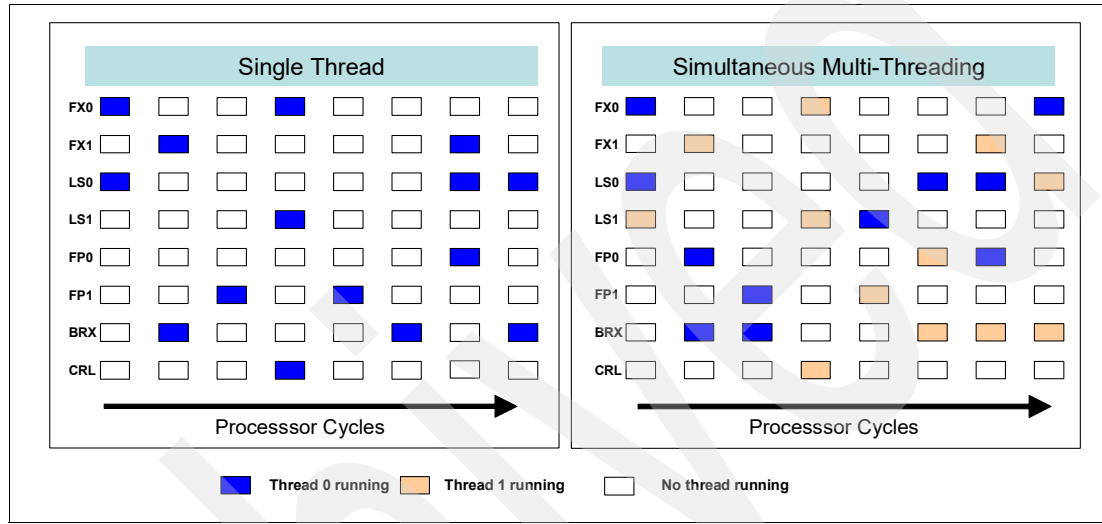 Single Thread
FX0
FX1
LS0
LS1
FP0
FP1
BRX
CRL
Processsor Cycles
Simultaneous Multi-Threading
FX0
FX1
LS0
LS1
FP0
FP1
BRX
CRL
Processsor Cycles
Thread 0 running
Thread 1 running
No thread running